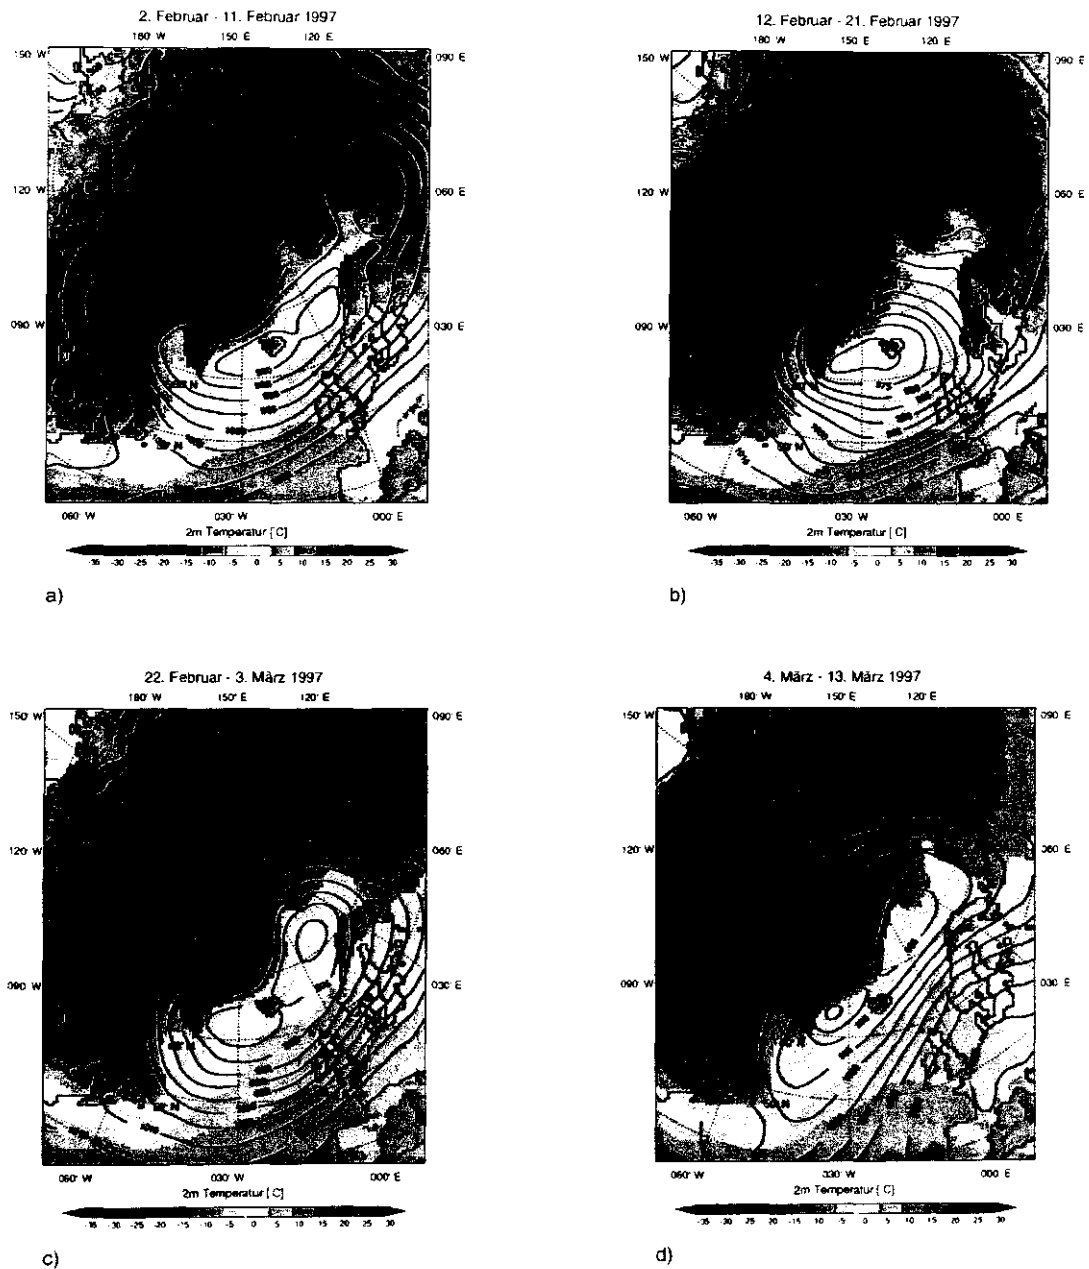 2. Februar - 11. Februar 1997
180 W 150 E 120 E
150 W 090 E
120 W 060 E
090 W 030 E
060 W 030 W 000 E
2m Temperatur [ C]
-35 -30 -25 -20 -15 -10 -5 0 5 10 15 20 25 30
a)
12. Februar - 21. Februar 1997
180 W 150 E 120 E
150 W 090 E
120 W 060 E
090 W 030 E
975
060 W 030 W 000 E
2m Temperatur [ C]
-35 -30 -25 -20 -15 -10 -5 0 5 10 15 20 25 30
b)
22. Februar - 3. März 1997
180° W 150° E 120° E
150° W 090° E
120° W 060° E
090° W 030° E
060° W 030° W 000° E
2m Temperatur [ C]
-35 -30 -25 -20 -15 -10 -5 0 5 10 15 20 25 30
c)
4. März - 13. März 1997
180° W 150° E 120° E
150° W 090° E
120° W 060° E
090° W 030° E
060° W 030° W 000° E
2m Temperatur [ C]
-35 -30 -25 -20 -15 -10 -5 0 5 10 15 20 25 30
d)